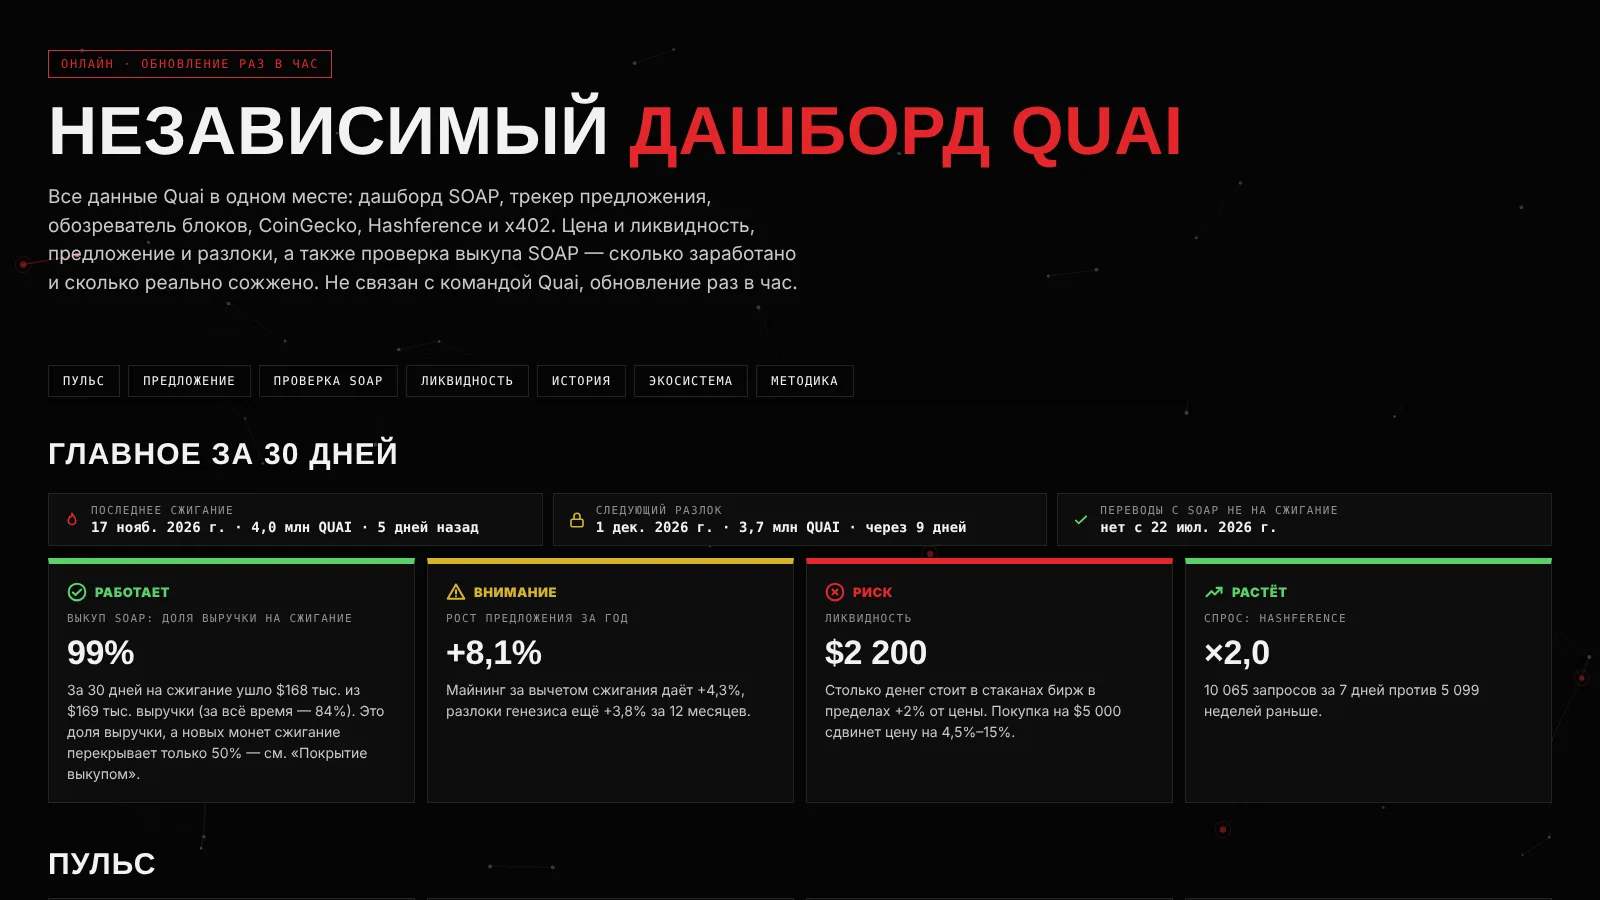 ОНЛАЙН · ОБНОВЛЕНИЕ РАЗ В ЧАС
НЕЗАВИСИМЫЙ ДАШБОРД QUAI
Все данные Quai в одном месте: дашборд SOAP, трекер предложения,
обозреватель блоков, CoinGecko, Hashference и x402. Цена и ликвидность,
предложение и разлоки, а также проверка выкупа SOAP — сколько заработано
и сколько реально сожжено. Не связан с командой Quai, обновление раз в час.
ПУЛЬС
ПРЕДЛОЖЕНИЕ
ПРОВЕРКА SOAP
ЛИКВИДНОСТЬ
ИСТОРИЯ
ЭКОСИСТЕМА
МЕТОДИКА
ГЛАВНОЕ ЗА 30 ДНЕЙ
ПОСЛЕДНЕЕ СЖИГАНИЕ
17 нояб. 2026 г. · 4,0 млн QUAI · 5 дней назад
СЛЕДУЮЩИЙ РАЗЛОК
1 дек. 2026 г. · 3,7 млн QUAI · через 9 дней
ПЕРЕВОДЫ С SOAP НЕ НА СЖИГАНИЕ
нет с 22 июл. 2026 г.
РАБОТАЕТ
ВЫКУП SOAP: ДОЛЯ ВЫРУЧКИ НА СЖИГАНИЕ
99%
За 30 дней на сжигание ушло $168 тыс. из
$169 тыс. выручки (за всё время — 84%). Это
доля выручки, а новых монет сжигание
перекрывает только 50% — см. «Покрытие
выкупом».
ВНИМАНИЕ
РОСТ ПРЕДЛОЖЕНИЯ ЗА ГОД
+8,1%
Майнинг за вычетом сжигания даёт +4,3%,
разлоки генезиса ещё +3,8% за 12 месяцев.
РИСК
ЛИКВИДНОСТЬ
$2 200
Столько денег стоит в стаканах бирж в
пределах +2% от цены. Покупка на $5 000
сдвинет цену на 4,5%–15%.
РАСТЁТ
СПРОС: HASHFERENCE
×2,0
10 065 запросов за 7 дней против 5 099
неделей раньше.
ПУЛЬС